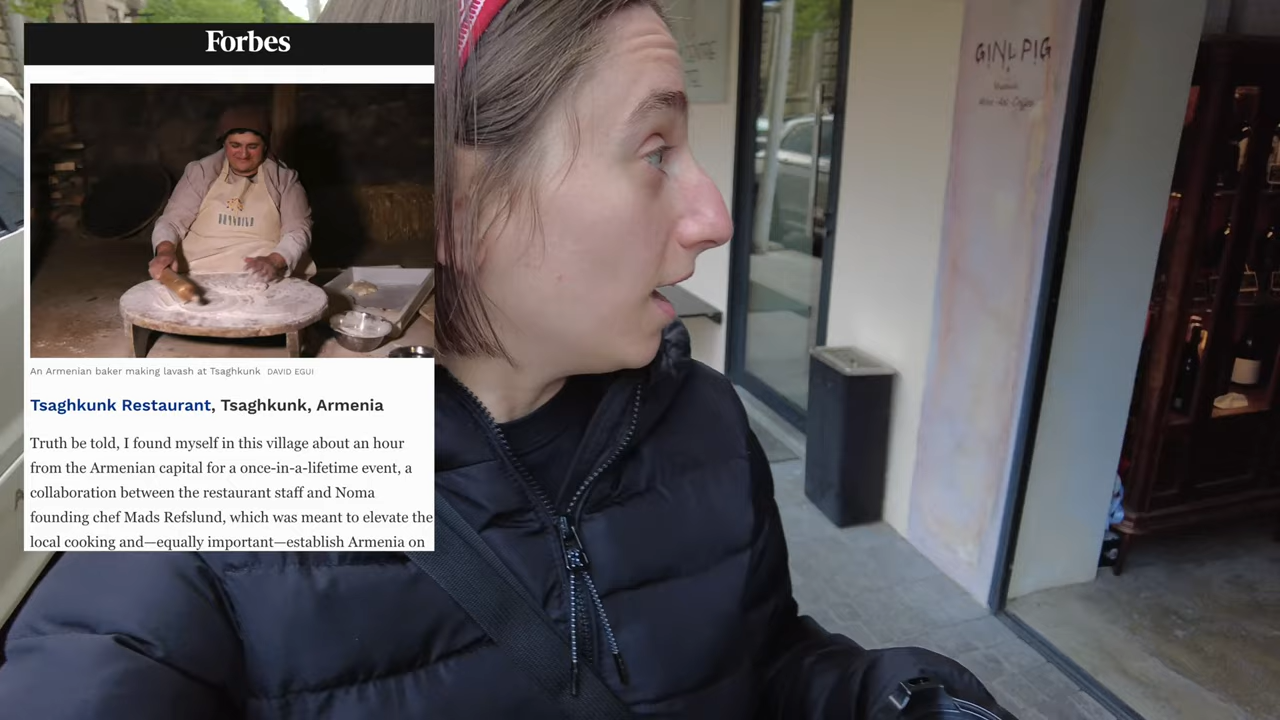 Forbes
An Armenian baker making lavash at Tsaghkunk DAVID EGUI
Tsaghkunk Restaurant, Tsaghkunk, Armenia
Truth be told, I found myself in this village about an hour
from the Armenian capital for a once-in-a-lifetime event, a
collaboration between the restaurant staff and Noma
founding chef Mads Refslund, which was meant to elevate the
local cooking and—equally important—establish Armenia on